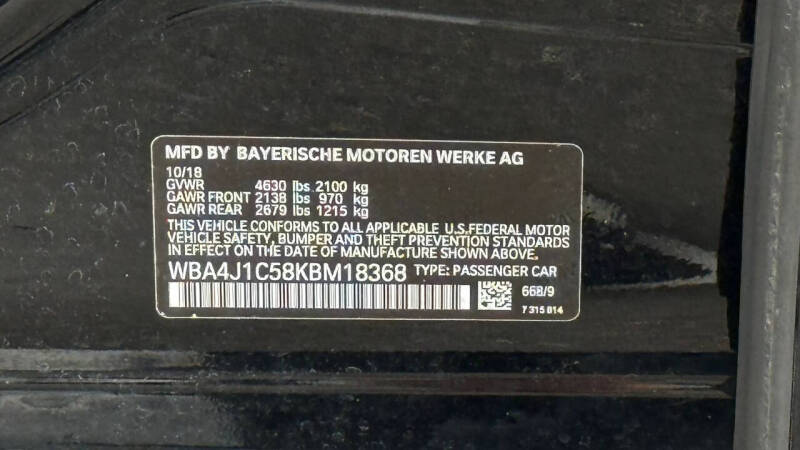 MFD BY BAYERISCHE MOTOREN WERKE AG
10/18
GVWR 4630 lbs 2100 kg
GAWR FRONT 2138 lbs 970 kg
GAWR REAR 2679 lbs 1215 kg
THIS VEHICLE CONFORMS TO ALL APPLICABLE U.S.FEDERAL MOTOR
VEHICLE SAFETY, BUMPER AND THEFT PREVENTION STANDARDS
IN EFFECT ON THE DATE OF MANUFACTURE SHOWN ABOVE.
WBA4J1C58KBM18368 TYPE: PASSENGER CAR
668/9
7 315 814